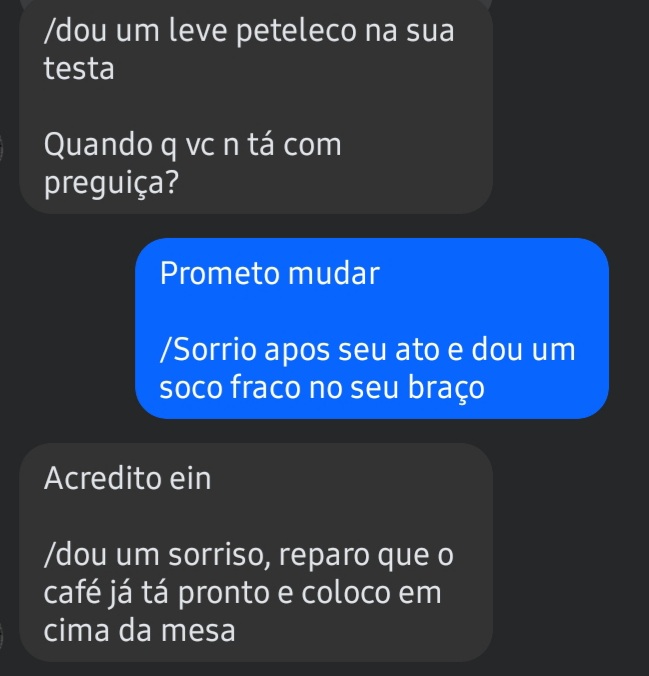 /dou um leve peteleco na sua
testa
Quando q vc n tá com
preguiça?
Prometo mudar
/Sorrio apos seu ato e dou um
soco fraco no seu braço
Acredito ein
/dou um sorriso, reparo que o
café já tá pronto e coloco em
cima da mesa